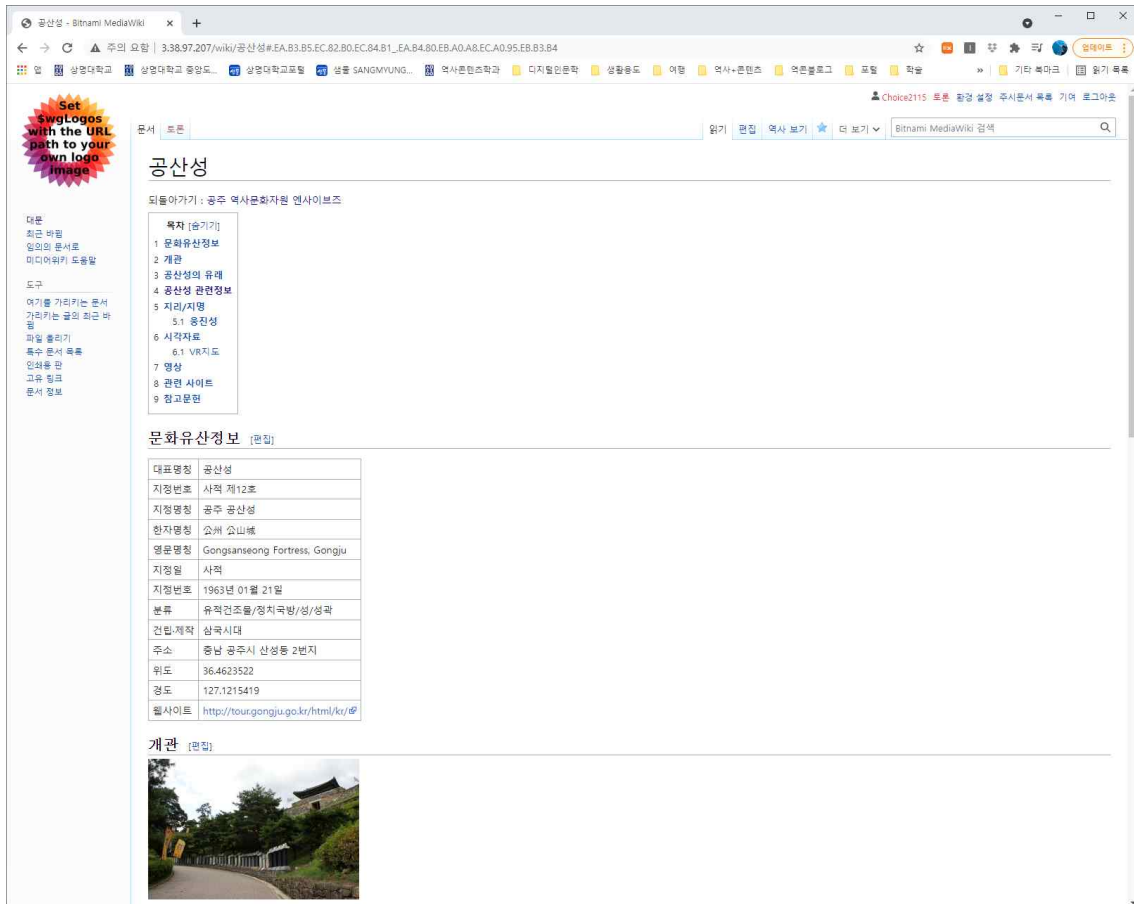 공산성 - Bitnami MediaWiki
주의 요함 | 3.38.97.207/wiki/공산성#.EA.B3.B5.EC.82.B0.EC.84.B1_.EA.B4.80.EB.A0.A8.EC.A0.95.EB.B3.B4
업데이트
앱 상명대학교 상명대학교 중앙도... 상명대학교포털 샘물 SANGMYUNG... 역사콘텐츠학과 디지털인문학 생활용도 여행 역사+콘텐츠 역콘블로그 포털 학술 » 기타 북마크 읽기 목록
Choice2115 토론 환경 설정 주시문서 목록 기여 로그아웃
Set
$wgLogos
with the URL
path to your
own logo
image
문서 토론 읽기 편집 역사 보기 더 보기 Bitnami MediaWiki 검색
공산성
되돌아가기 : 공주 역사문화자원 엔사이브즈
대문
최근 바뀜
임의의 문서로
미디어위키 도움말
도구
여기를 가리키는 문서
가리키는 글의 최근 바
뀜
파일 올리기
특수 문서 목록
인쇄용 판
고유 링크
문서 정보
목차 [숨기기]
1 문화유산정보
2 개관
3 공산성의 유래
4 공산성 관련정보
5 지리/지명
5.1 웅진성
6 시각자료
6.1 VR지도
7 영상
8 관련 사이트
9 참고문헌
문화유산정보 [편집]
대표명칭 공산성
지정번호 사적 제12호
지정명칭 공주 공산성
한자명칭 公州 公山城
영문명칭 Gongsanseong Fortress, Gongju
지정일 사적
지정번호 1963년 01월 21일
분류 유적건조물/정치국방/성/성곽
건립·제작 삼국시대
주소 충남 공주시 산성동 2번지
위도 36.4623522
경도 127.1215419
웹사이트 http://tour.gongju.go.kr/html/kr/
개관 [편집]